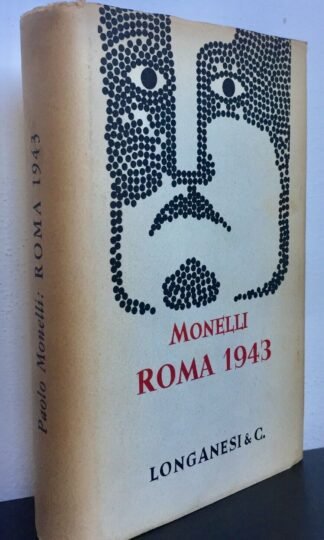 Paolo Monelli: ROMA 1943
MONELLI
ROMA 1943
LONGANESI & C.